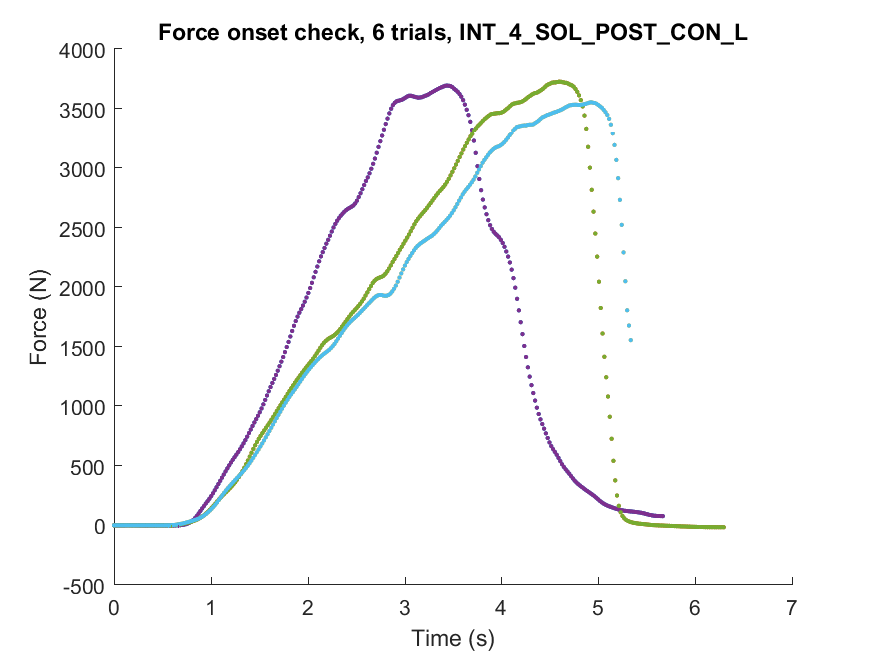 Force onset check, 6 trials, INT_4_SOL_POST_CON_L
4000
3500
3000
2500
2000
1500
1000
500
0
-500
Force (N)
0 1 2 3 4 5 6 7
Time (s)